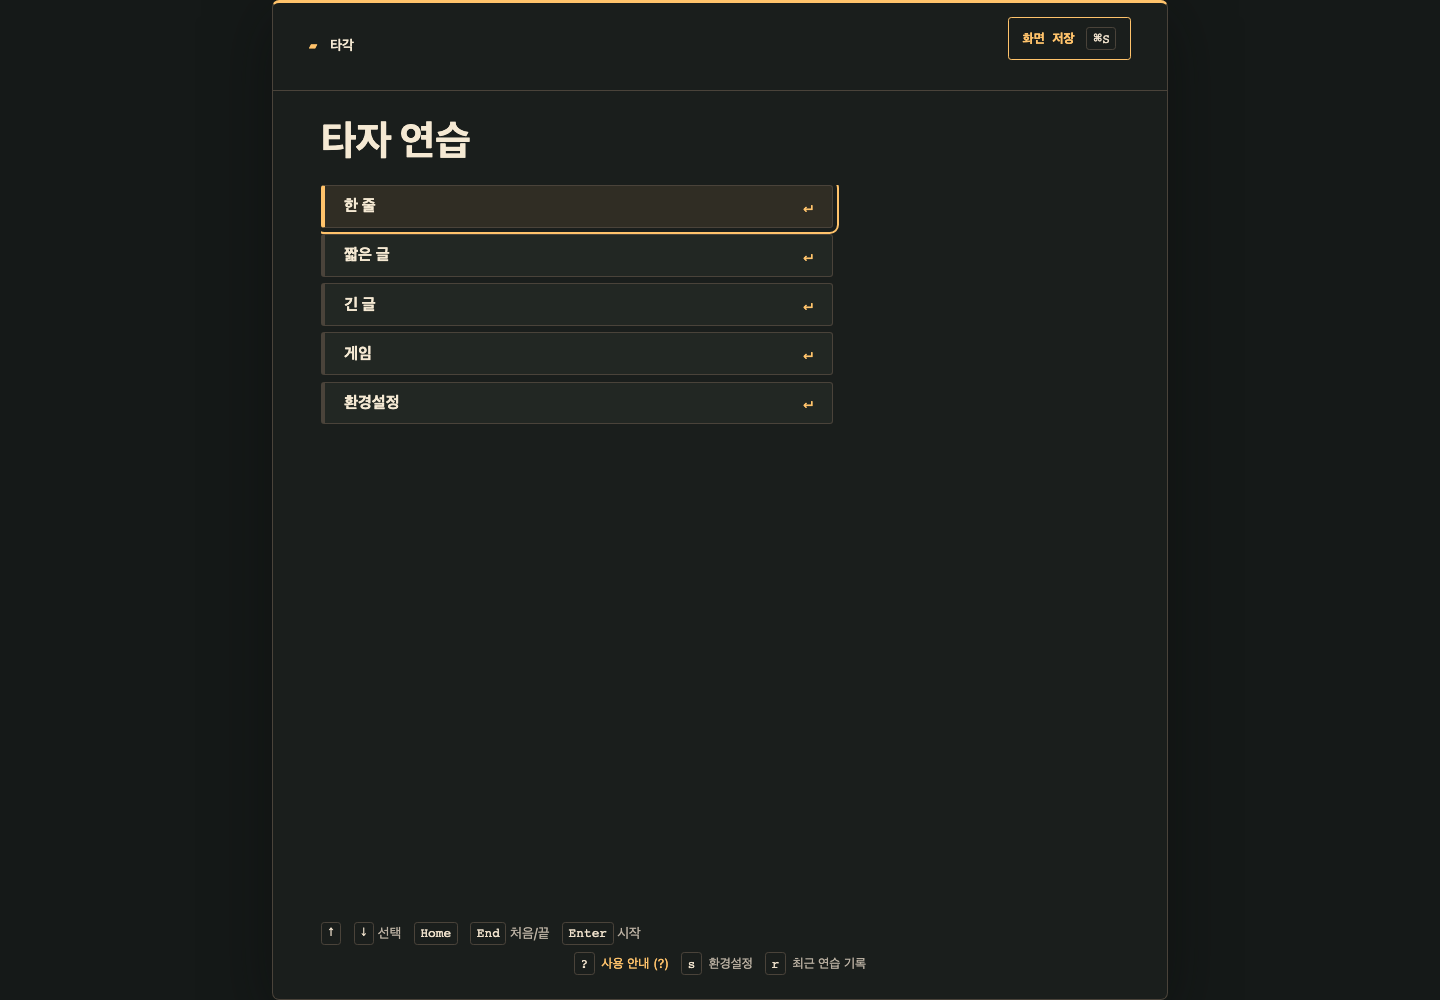 타각
화면 저장 ⌘S
타자 연습
한 줄 ↵
짧은 글 ↵
긴 글 ↵
게임 ↵
환경설정 ↵
↑ ↓ 선택 Home End 처음/끝 Enter 시작
? 사용 안내 (?) s 환경설정 r 최근 연습 기록